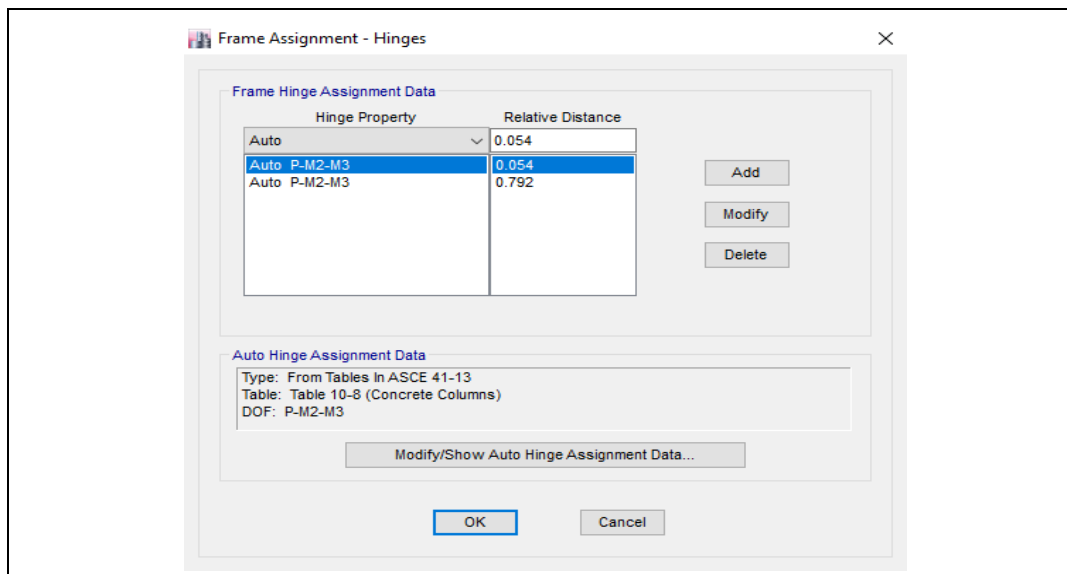 Frame Assignment - Hinges
Frame Hinge Assignment Data
Hinge Property Relative Distance
Auto 0.054
Auto P-M2-M3 0.054
Auto P-M2-M3 0.792
Add
Modify
Delete
Auto Hinge Assignment Data
Type: From Tables In ASCE 41-13
Table: Table 10-8 (Concrete Columns)
DOF: P-M2-M3
Modify/Show Auto Hinge Assignment Data...
OK Cancel